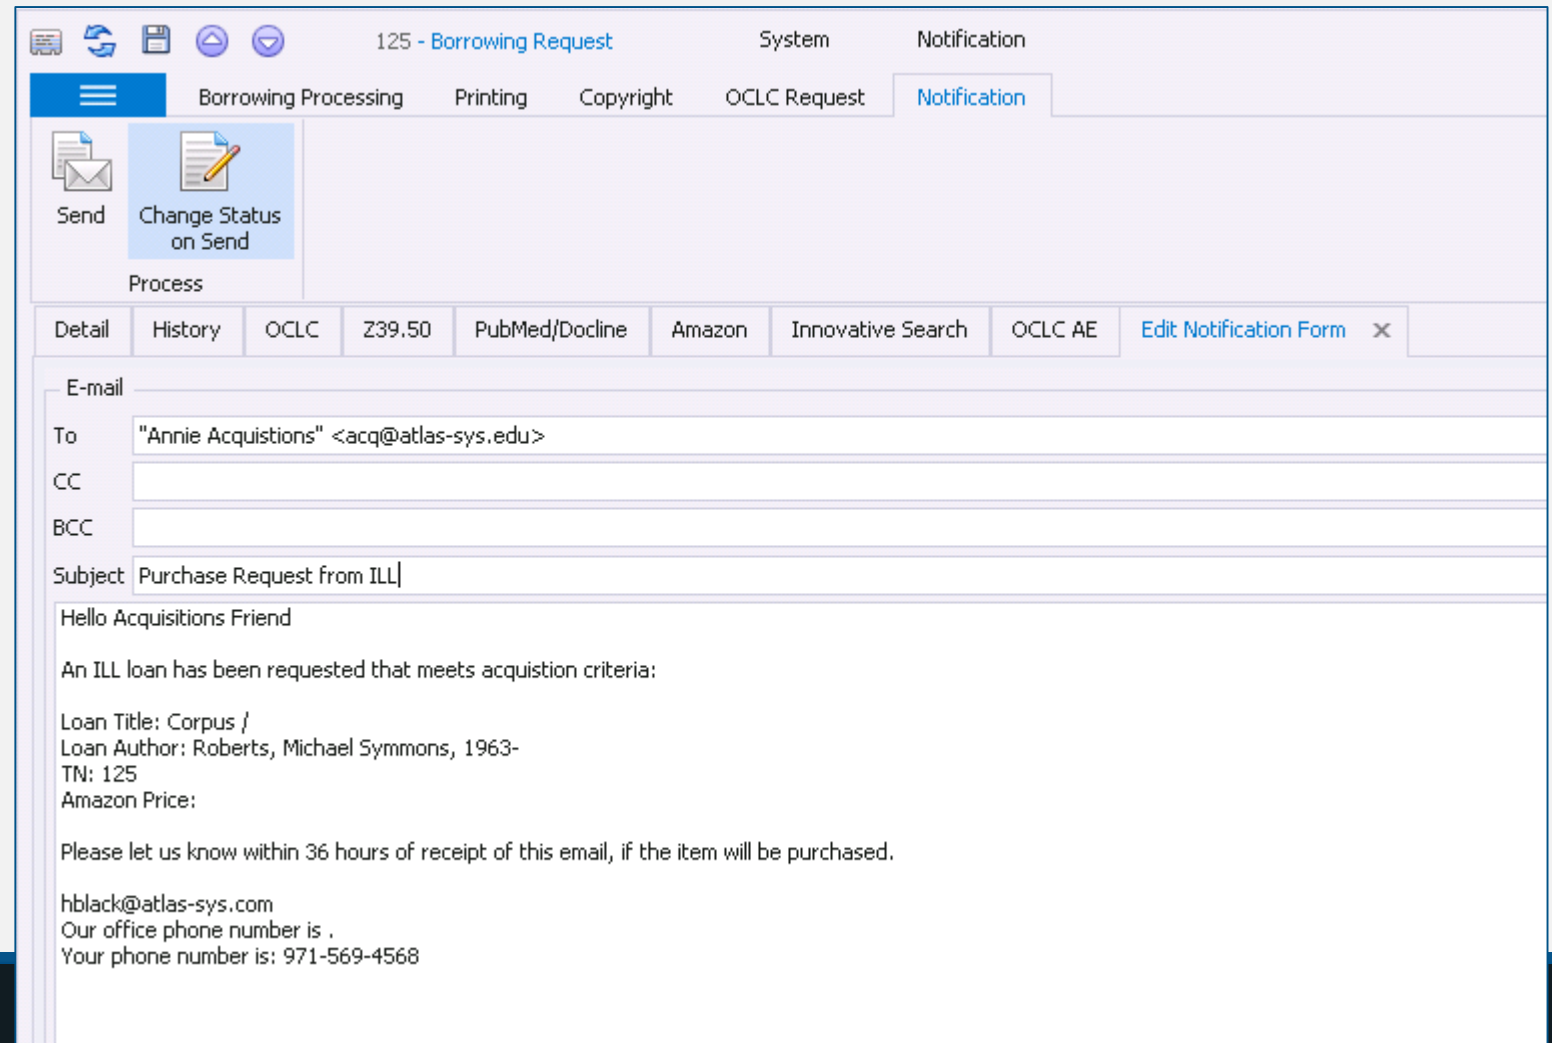 125 - Borrowing Request System Notification
Borrowing Processing Printing Copyright OCLC Request Notification
Send
Change Status
on Send
Process
Detail History OCLC Z39.50 PubMed/Docline Amazon Innovative Search OCLC AE Edit Notification Form
E-mail
To "Annie Acquistions" <acq@atlas-sys.edu>
CC
BCC
Subject Purchase Request from ILL
Hello Acquisitions Friend
An ILL loan has been requested that meets acquistion criteria:
Loan Title: Corpus /
Loan Author: Roberts, Michael Symmons, 1963-
TN: 125
Amazon Price:
Please let us know within 36 hours of receipt of this email, if the item will be purchased.
hblack@atlas-sys.com
Our office phone number is .
Your phone number is: 971-569-4568